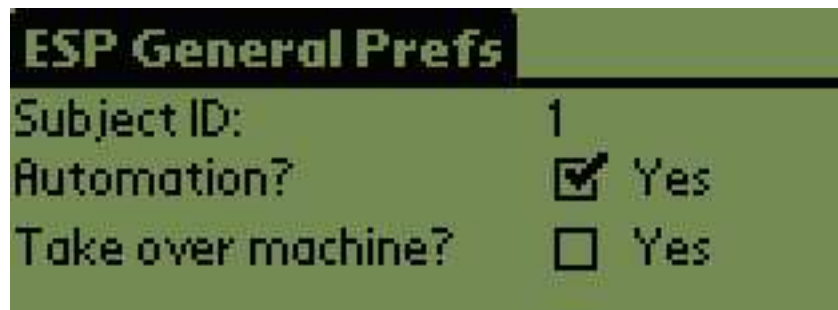 ESP General Prefs
Subject ID: 1
Automation? Yes
Take over machine? Yes